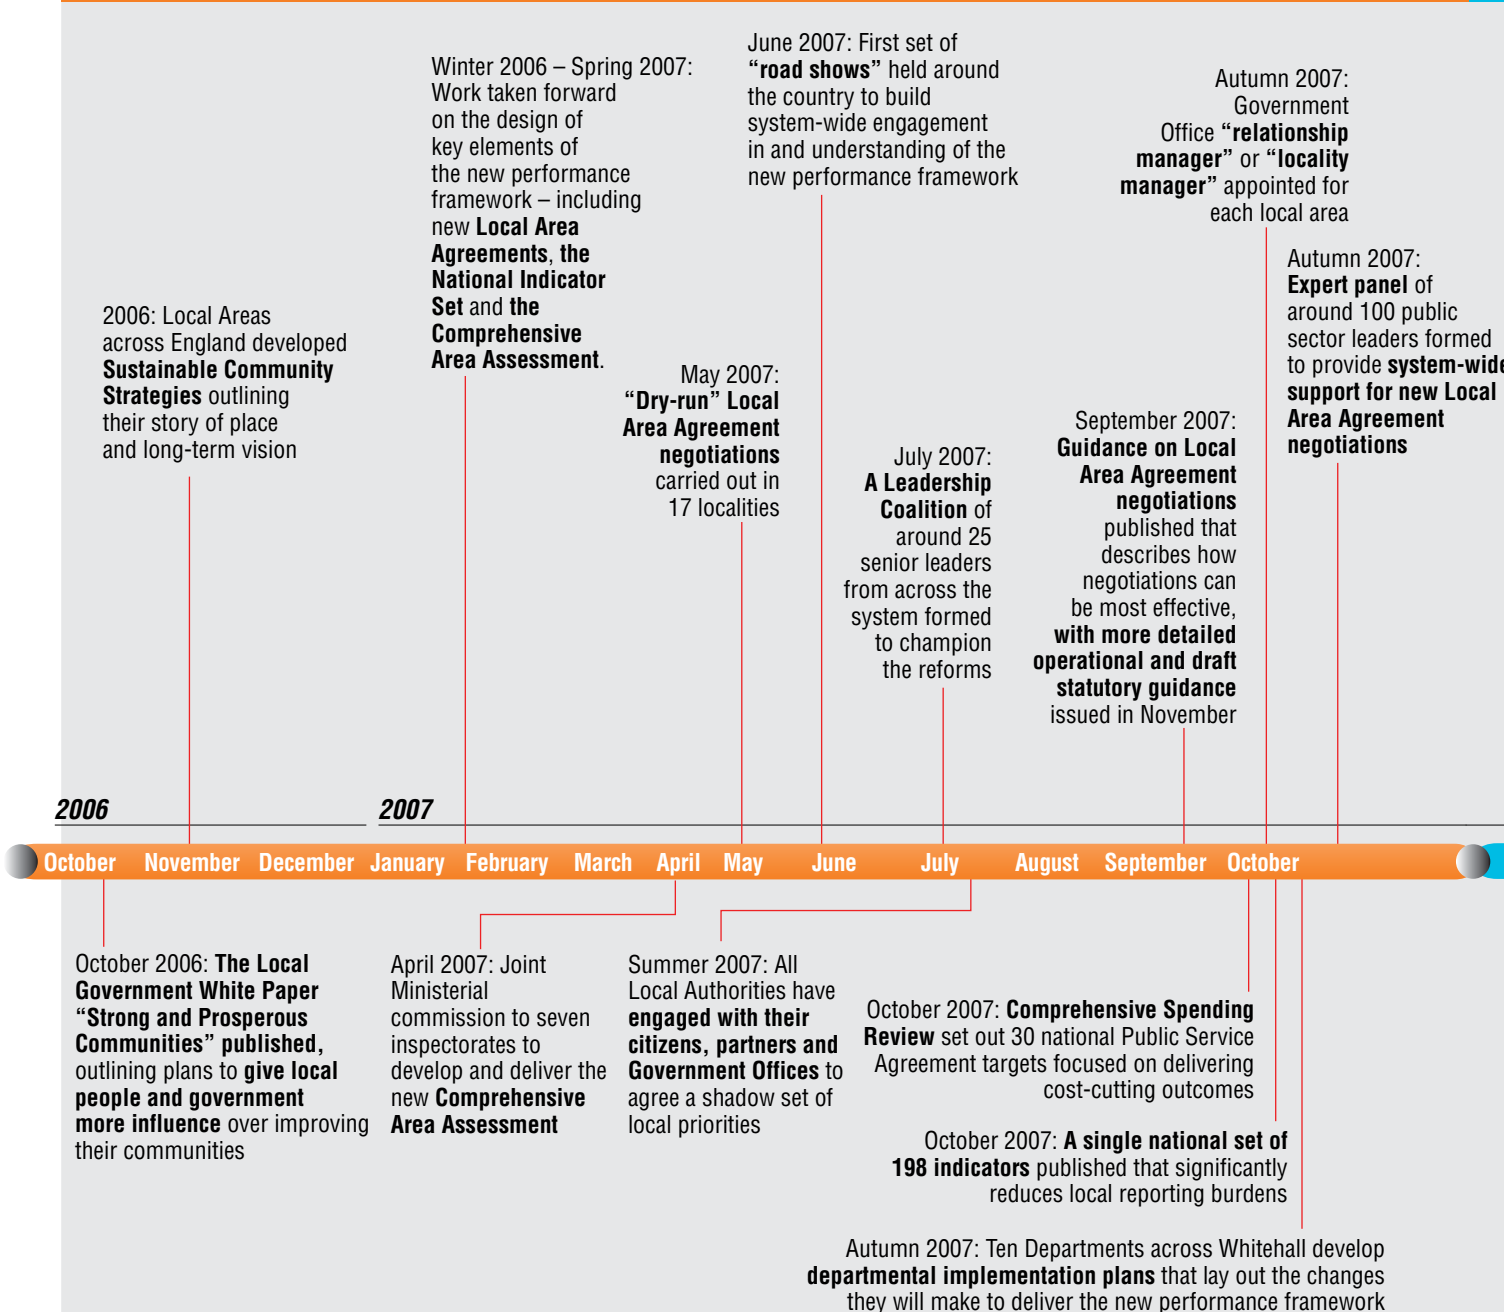 Winter 2006 – Spring 2007:
Work taken forward
on the design of
key elements of
the new performance
framework – including
new Local Area
Agreements, the
National Indicator
Set and the
Comprehensive
Area Assessment.
June 2007: First set of
“road shows” held around
the country to build
system-wide engagement
in and understanding of the
new performance framework
Autumn 2007:
Government
Office “relationship
manager” or “locality
manager” appointed for
each local area
Autumn 2007:
Expert panel of
around 100 public
sector leaders formed
to provide system-wide
support for new Local
Area Agreement
negotiations
2006: Local Areas
across England developed
Sustainable Community
Strategies outlining
their story of place
and long-term vision
May 2007:
“Dry-run” Local
Area Agreement
negotiations
carried out in
17 localities
July 2007:
A Leadership
Coalition of
around 25
senior leaders
from across the
system formed
to champion
the reforms
September 2007:
Guidance on Local
Area Agreement
negotiations
published that
describes how
negotiations can
be most effective,
with more detailed
operational and draft
statutory guidance
issued in November
2006
2007
October November December January February March April May June July August September October
October 2006: The Local
Government White Paper
“Strong and Prosperous
Communities” published,
outlining plans to give local
people and government
more influence over improving
their communities
April 2007: Joint
Ministerial
commission to seven
inspectorates to
develop and deliver the
new Comprehensive
Area Assessment
Summer 2007: All
Local Authorities have
engaged with their
citizens, partners and
Government Offices to
agree a shadow set of
local priorities
October 2007: Comprehensive Spending
Review set out 30 national Public Service
Agreement targets focused on delivering
cost-cutting outcomes
October 2007: A single national set of
198 indicators published that significantly
reduces local reporting burdens
Autumn 2007: Ten Departments across Whitehall develop
departmental implementation plans that lay out the changes
they will make to deliver the new performance framework